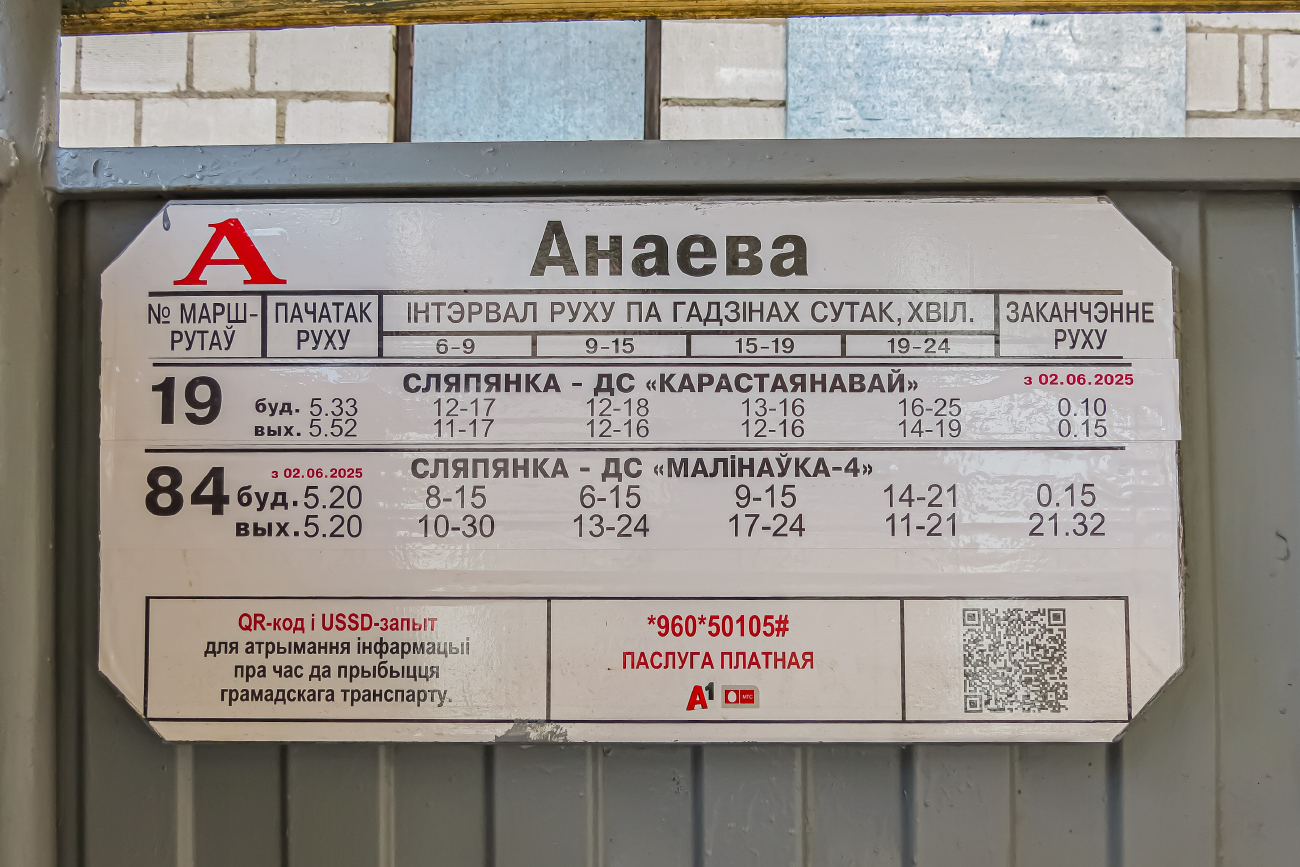 А Анаева
№ МАРШ- ПАЧАТАК ІНТЭРВАЛ РУХУ ПА ГАДЗІНАХ СУТАК, ХВІЛ. ЗАКАНЧЭННЕ
РУТАЎ РУХУ 6-9 9-15 15-19 19-24 РУХУ
19 СЛЯПЯНКА - ДС «КАРАСТАЯНАВАЙ» з 02.06.2025
буд. 5.33 12-17 12-18 13-16 16-25 0.10
вых. 5.52 11-17 12-16 12-16 14-19 0.15
84 з 02.06.2025 СЛЯПЯНКА - ДС «МАЛіНАЎКА-4»
буд. 5.20 8-15 6-15 9-15 14-21 0.15
вых. 5.20 10-30 13-24 17-24 11-21 21.32
QR-код і USSD-запыт
для атрымання інфармацыі
пра час да прыбыцця
грамадскага транспарту.
*960*50105#
ПАСЛУГА ПЛАТНАЯ
А1 МТС